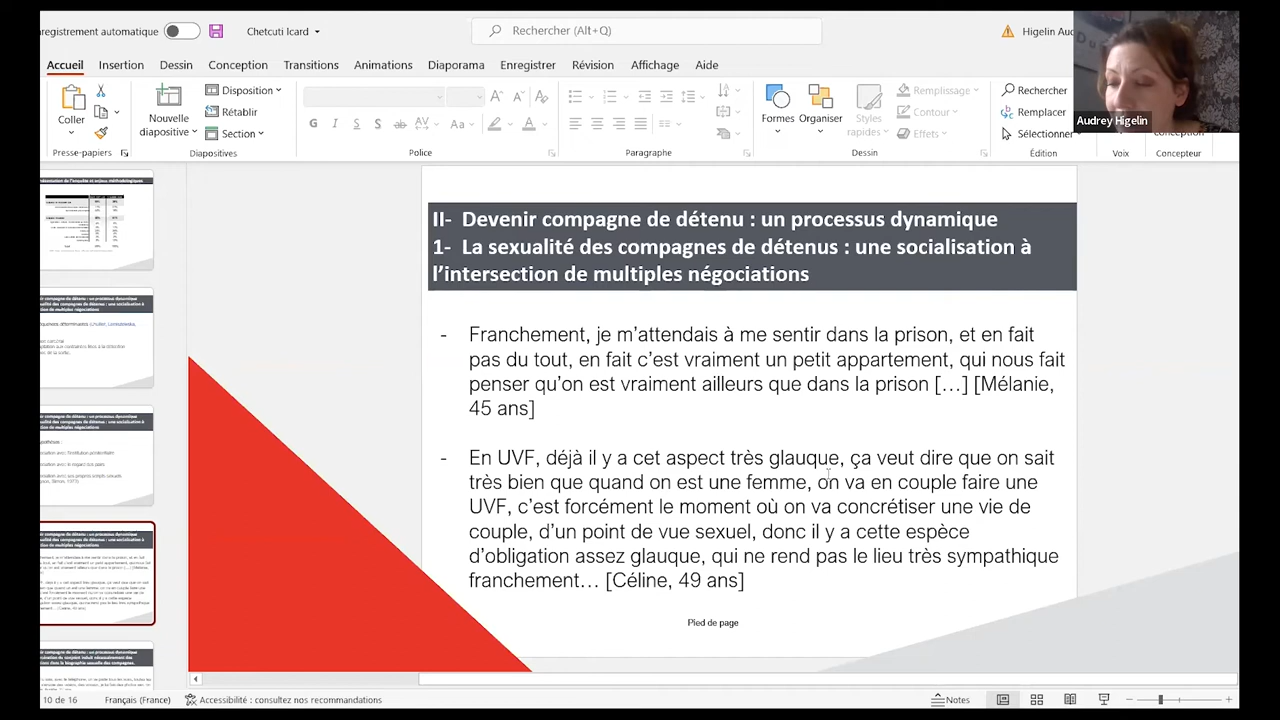 nregistrement automatique
Chetcuti Icard
Rechercher (Alt+Q)
Higelin Aud
Accueil Insertion Dessin Conception Transitions Animations Diaporama Enregistrer Révision Affichage Aide
Coller
Presse-papiers
Nouvelle
diapositive
Disposition
Rétablir
Section
Diapositives
G I S S ab AV Aa A
Police
Paragraphe
Formes
Organiser
Styles
rapides
Remplissage
Contour
Effets
Dessin
Rechercher
Remplacer
Sélectionner
Édition
Voix
Conception
Concepteur
Audrey Higelin
II- Devenir compagne de détenu : un processus dynamique
1- La sexualité des compagnes de détenus : une socialisation à
l’intersection de multiples négociations
- Franchement, je m’attendais à me sentir dans la prison, et en fait
pas du tout, en fait c’est vraiment un petit appartement, qui nous fait
penser qu’on est vraiment ailleurs que dans la prison […] [Mélanie,
45 ans]
- En UVF, déjà il y a cet aspect très glauque, ça veut dire que on sait
très bien que quand on est une femme, on va en couple faire une
UVF, c’est forcément le moment où on va concrétiser une vie de
couple d’un point de vue sexuel, donc il y a cette espèce
d’obligation assez glauque, qui n’est pas le lieu très sympathique
franchement… [Céline, 49 ans]
Pied de page
10 de 16
Français (France)
Accessibilité : consultez nos recommandations
Notes